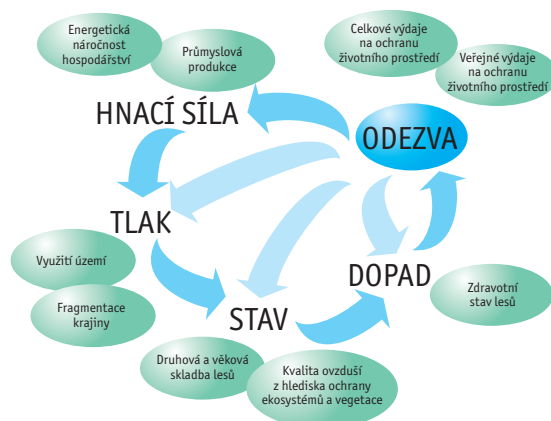 Energetická
náročnost
hospodářství
Průmyslová
produkce
Celkové výdaje
na ochranu
životního prostředí
Veřejné výdaje
na ochranu
životního prostředí
HNACÍ SÍLA
ODEZVA
TLAK
Využití území
Fragmentace
krajiny
DOPAD
Zdravotní
stav lesů
STAV
Druhová a věková
skladba lesů
Kvalita ovzduší
z hlediska ochrany
ekosystémů a vegetace